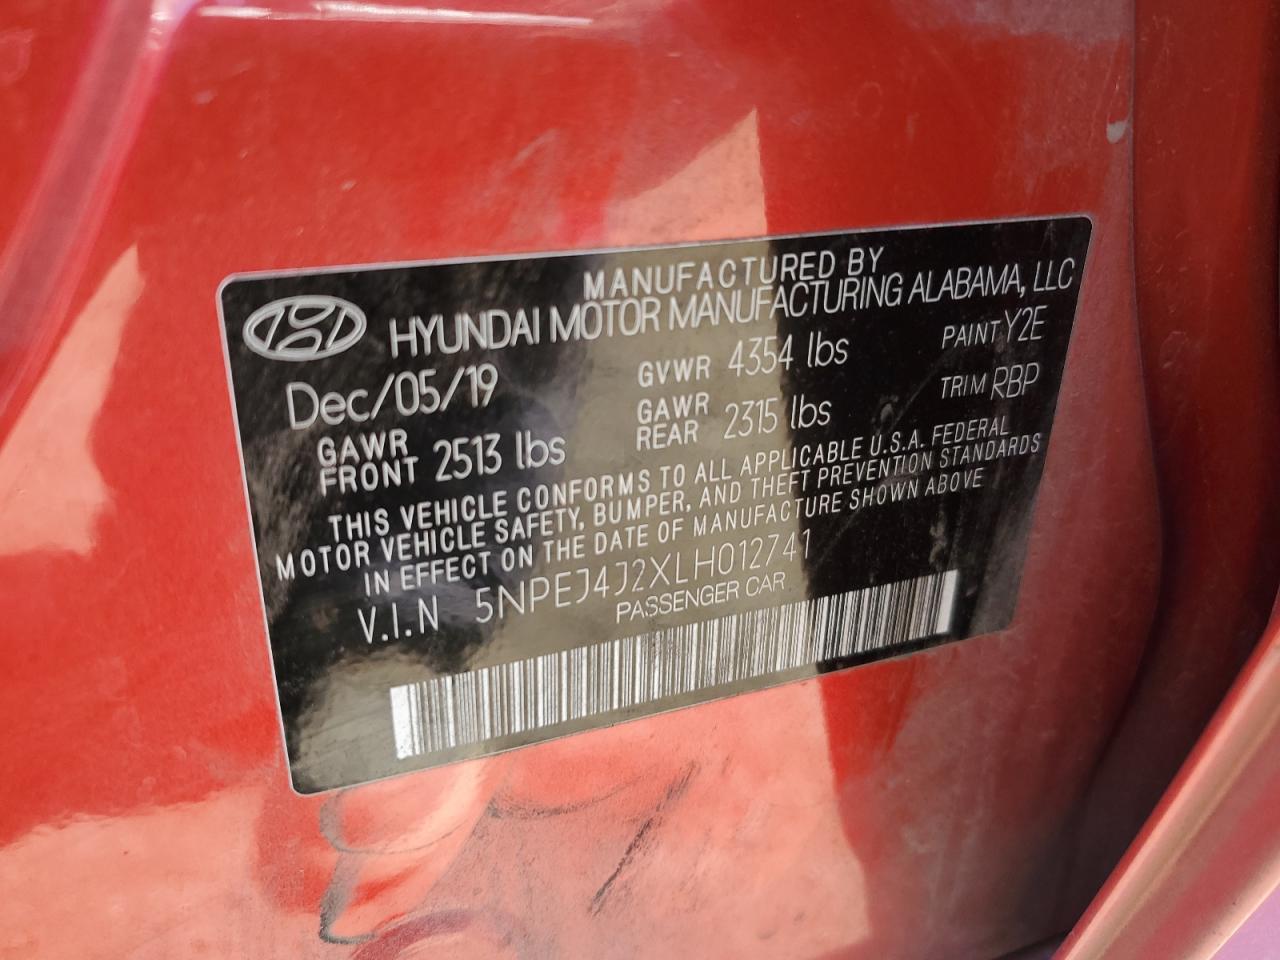 MANUFACTURED BY
HYUNDAI MOTOR MANUFACTURING ALABAMA, LLC
Dec/05/19 GVWR 4354 lbs PAINT Y2E
GAWR FRONT 2513 lbs GAWR REAR 2315 lbs TRIM RBP
THIS VEHICLE CONFORMS TO ALL APPLICABLE U.S.A. FEDERAL
MOTOR VEHICLE SAFETY, BUMPER, AND THEFT PREVENTION STANDARDS
IN EFFECT ON THE DATE OF MANUFACTURE SHOWN ABOVE
V.I.N 5NPEJ4J2XLH012741
PASSENGER CAR